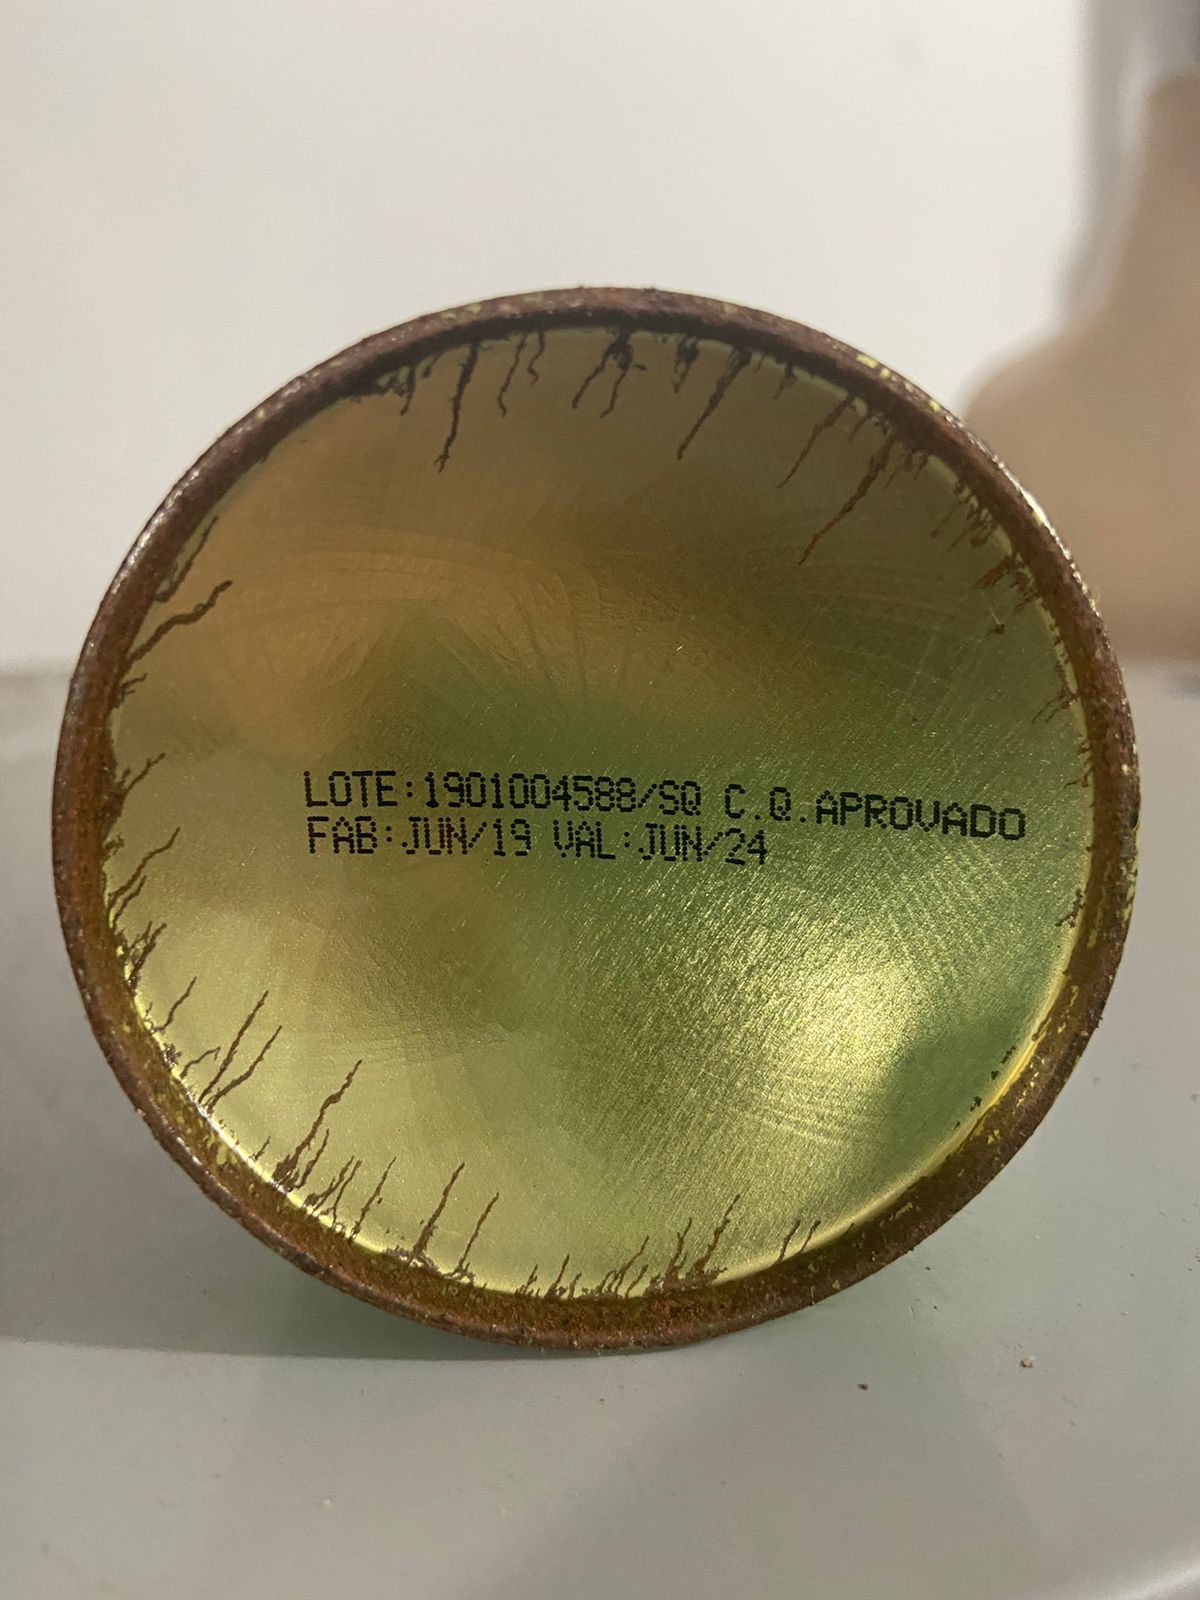 LOTE:1901004588/SQ C.Q.APROVADO
FAB:JUN/19 VAL:JUN/24